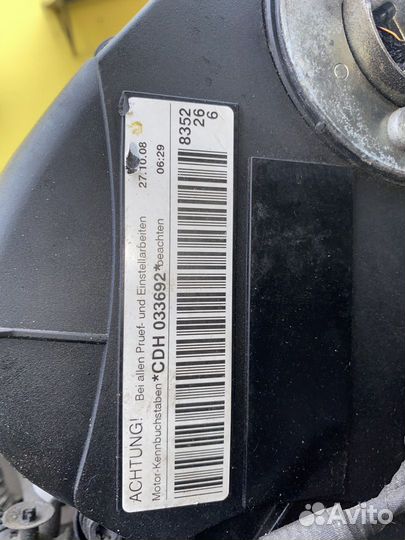 ACHTUNG! Bei allen Pruef- und Einstellarbeiten 27.10.08
Motor-Kennbuchstaben *CDH 033692* beachten 06:29
8352
26
6
Avito